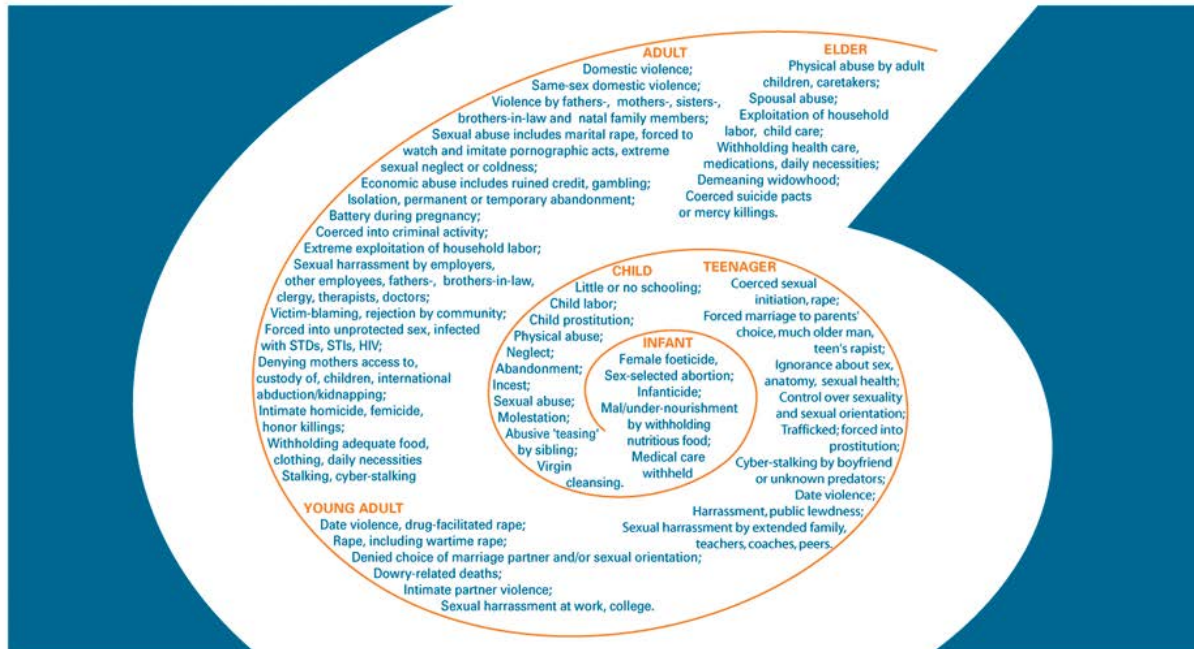 ADULT
Domestic violence;
Same-sex domestic violence;
Violence by fathers-, mothers-, sisters-,
brothers-in-law and natal family members;
Sexual abuse includes marital rape, forced to
watch and imitate pornographic acts, extreme
sexual neglect or coldness;
Economic abuse includes ruined credit, gambling;
Isolation, permanent or temporary abandonment;
Battery during pregnancy;
Coerced into criminal activity;
Extreme exploitation of household labor;
Sexual harrassment by employers,
other employees, fathers-, brothers-in-law,
clergy, therapists, doctors;
Victim-blaming, rejection by community;
Forced into unprotected sex, infected
with STDs, STIs, HIV;
Denying mothers access to,
custody of, children, international
abduction/kidnapping;
Intimate homicide, femicide,
honor killings;
Withholding adequate food,
clothing, daily necessities
Stalking, cyber-stalking
ELDER
Physical abuse by adult
children, caretakers;
Spousal abuse;
Exploitation of household
labor, child care;
Withholding health care,
medications, daily necessities;
Demeaning widowhood;
Coerced suicide pacts
or mercy killings.
CHILD
Little or no schooling;
Child labor;
Child prostitution;
Physical abuse;
Neglect;
Abandonment;
Incest;
Sexual abuse;
Molestation;
Abusive 'teasing'
by sibling;
Virgin
cleansing.
INFANT
Female foeticide,
Sex-selected abortion;
Infanticide;
Mal/under-nourishment
by withholding
nutritious food;
Medical care
withheld
TEENAGER
Coerced sexual
initiation, rape;
Forced marriage to parents'
choice, much older man,
teen's rapist;
Ignorance about sex,
anatomy, sexual health;
Control over sexuality
and sexual orientation;
Trafficked; forced into
prostitution;
Cyber-stalking by boyfriend
or unknown predators;
Date violence;
Harrassment, public lewdness;
Sexual harrassment by extended family,
teachers, coaches, peers.
YOUNG ADULT
Date violence, drug-facilitated rape;
Rape, including wartime rape;
Denied choice of marriage partner and/or sexual orientation;
Dowry-related deaths;
Intimate partner violence;
Sexual harrassment at work, college.